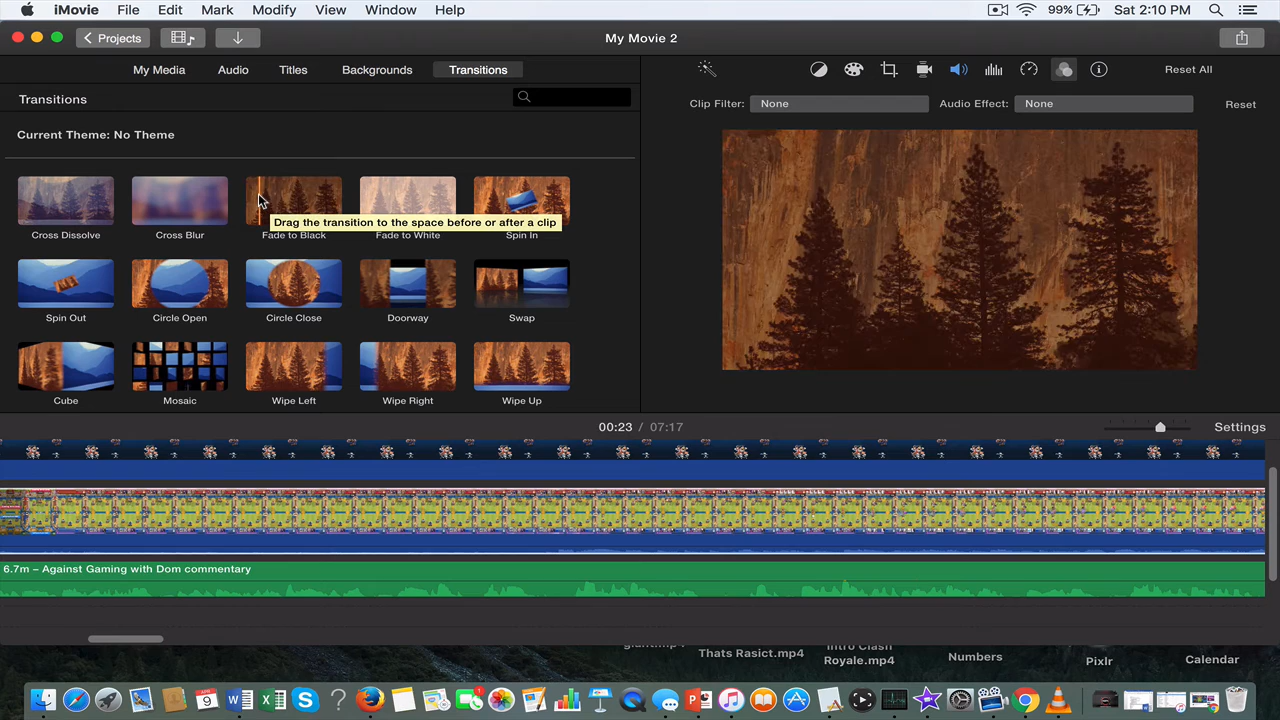 iMovie File Edit Mark Modify View Window Help 99% Sat 2:10 PM
Projects My Movie 2
My Media Audio Titles Backgrounds Transitions Reset All
Transitions
Clip Filter: None Audio Effect: None Reset
Current Theme: No Theme
Drag the transition to the space before or after a clip
Cross Dissolve Cross Blur Fade to Black Fade to White Spin In
Spin Out Circle Open Circle Close Doorway Swap
Cube Mosaic Wipe Left Wipe Right Wipe Up
00:23 / 07:17 Settings
6.7m – Against Gaming with Dom commentary
Intro Clash
Thats Rasict.mp4 Royale.mp4 Numbers Pixlr Calendar